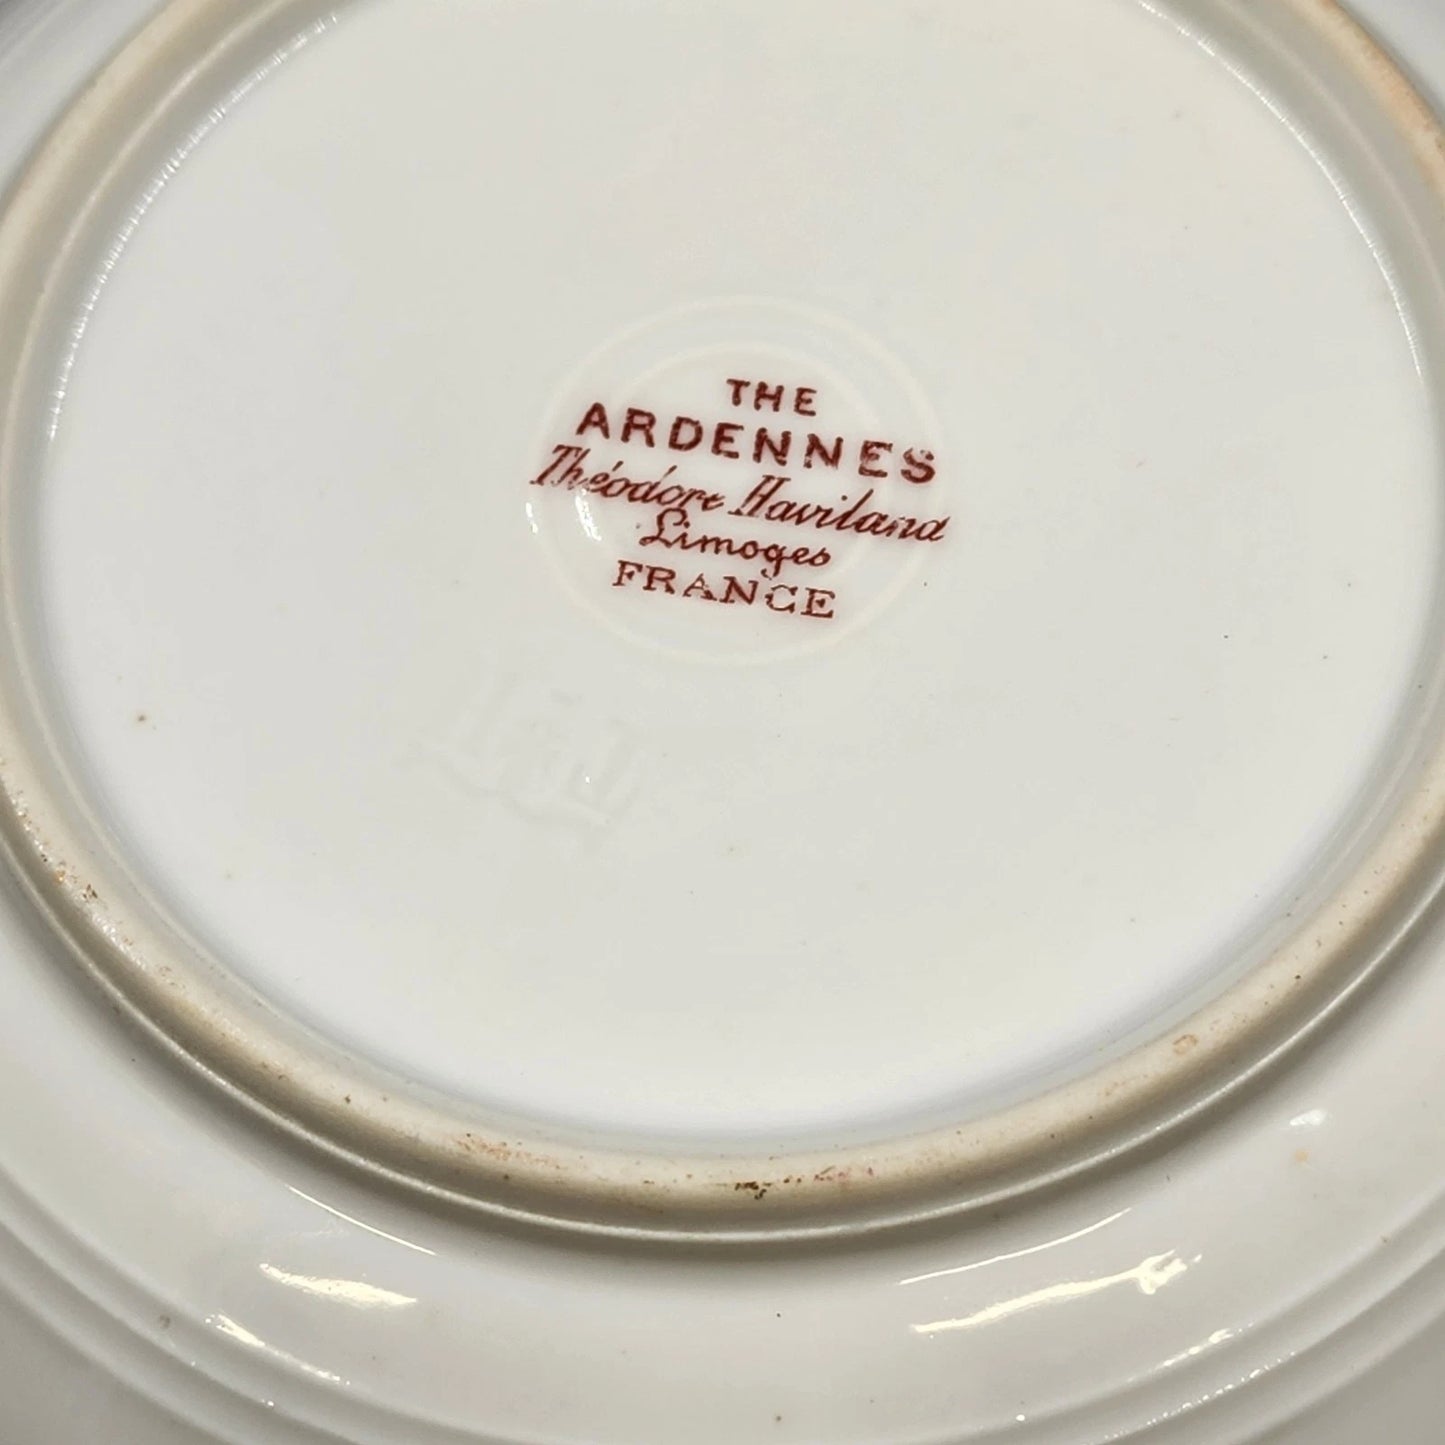 THE
ARDENNES
Théodore Haviland
Limoges
FRANCE